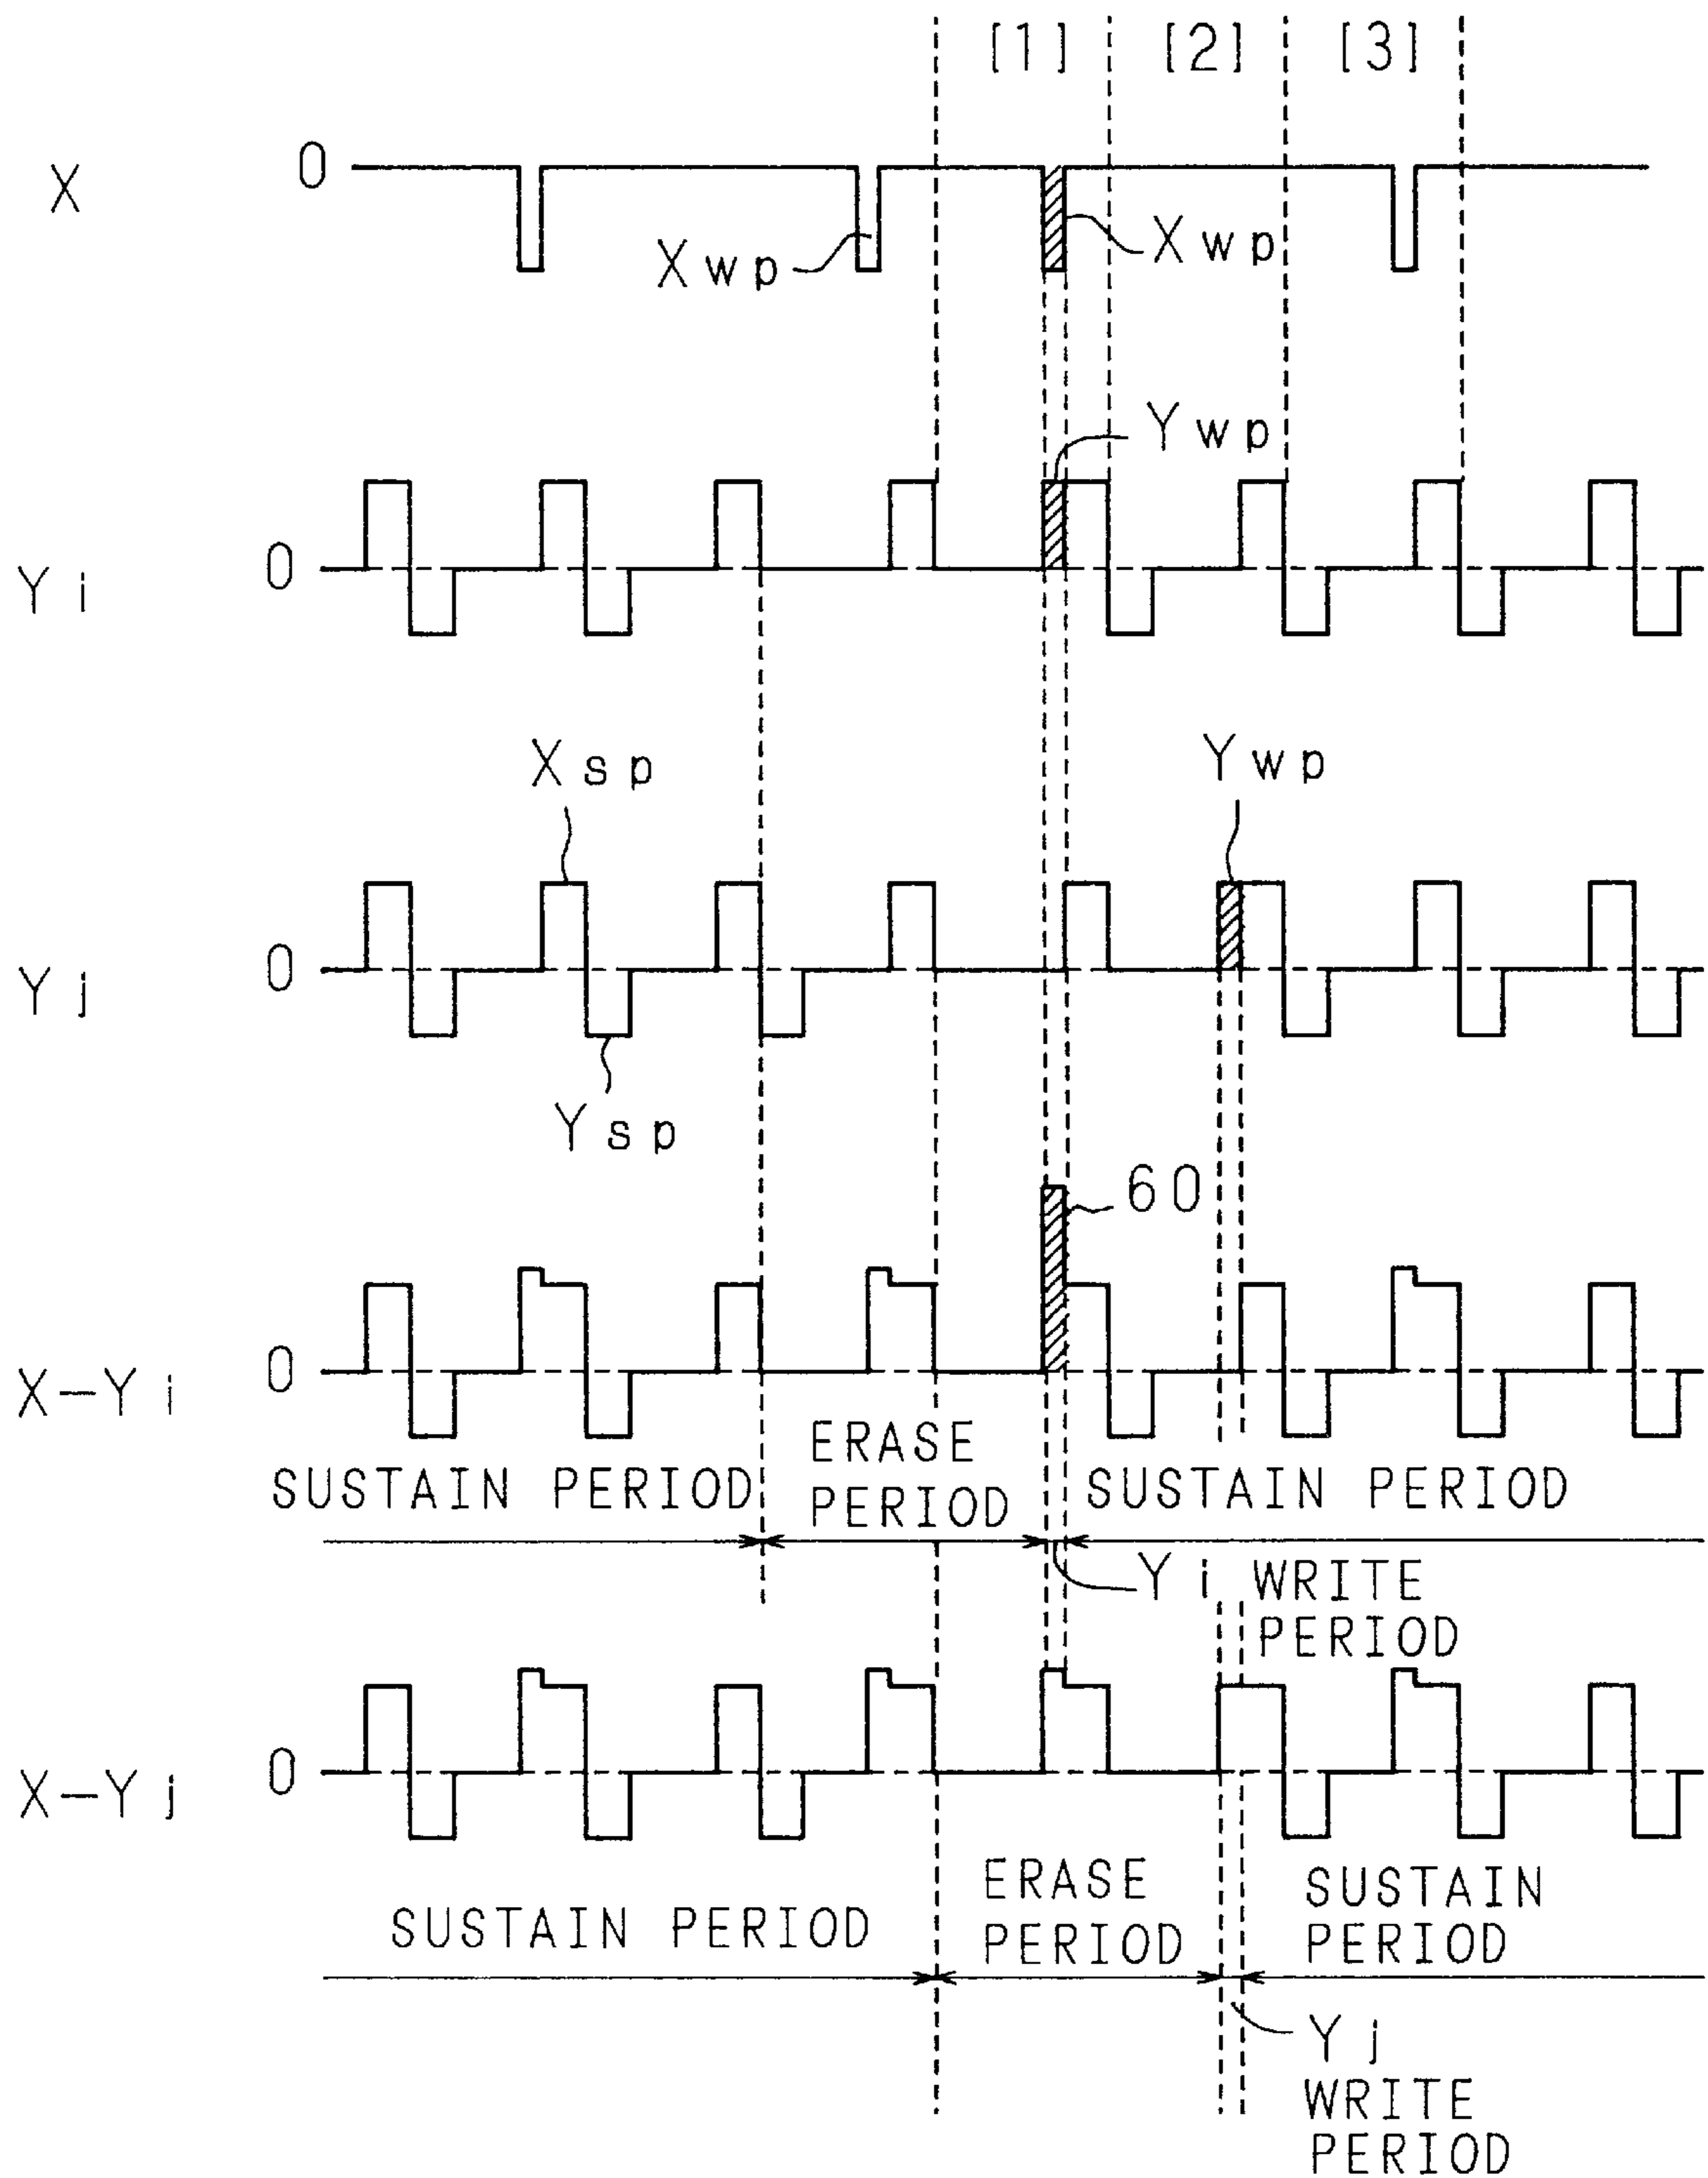 [1] [2] [3]
X 0
Xwp Xwp
Ywp
Yi 0
Xsp Ywp
Yj 0
Ysp
60
X-Yi 0
SUSTAIN PERIOD
ERASE
PERIOD
SUSTAIN PERIOD
Yi WRITE
PERIOD
X-Yj 0
SUSTAIN PERIOD
ERASE
PERIOD
SUSTAIN
PERIOD
Yj
WRITE
PERIOD